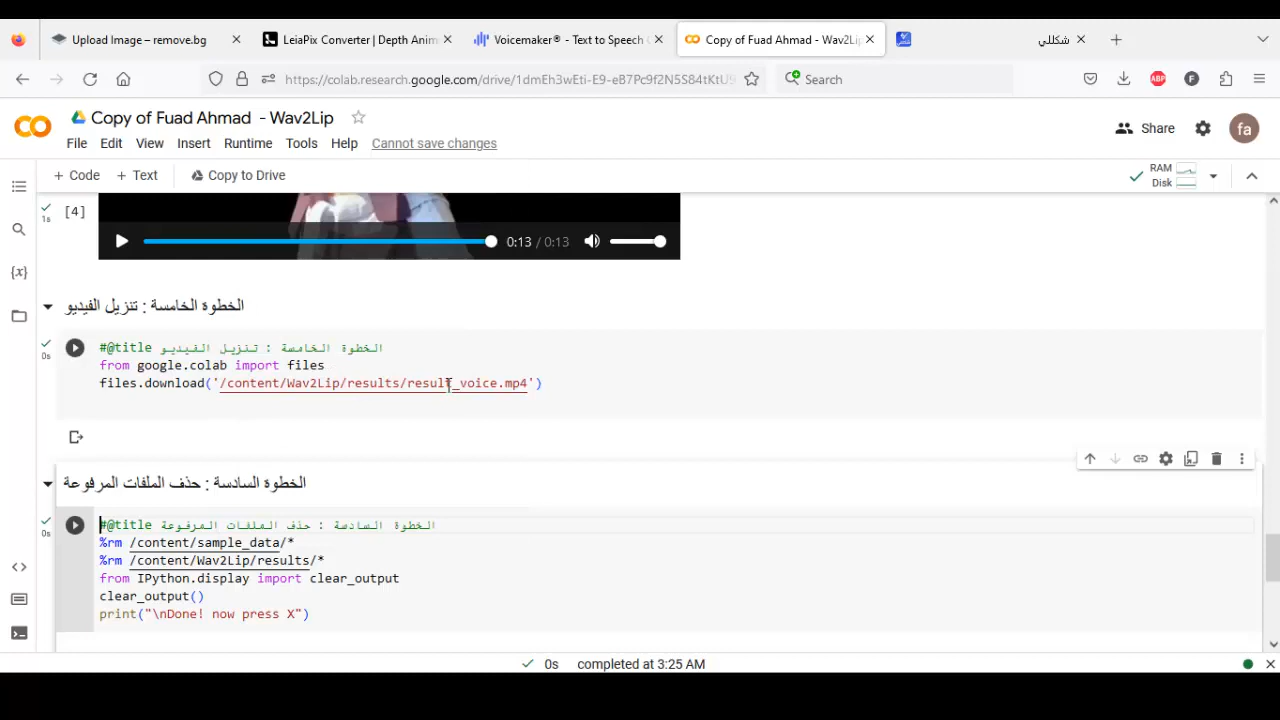 Upload Image – remove.bg
LeiaPix Converter | Depth Anim
Voicemaker® - Text to Speech C
Copy of Fuad Ahmad - Wav2Lip
شكللي
https://colab.research.google.com/drive/1dmEh3wEti-E9-eB7Pc9f2N5S84tKtU9
Search
ABP
F
Copy of Fuad Ahmad - Wav2Lip
Share
fa
File Edit View Insert Runtime Tools Help Cannot save changes
+ Code + Text Copy to Drive
RAM
Disk
[4]
1s
0:13 / 0:13
الخطوة الخامسة : تنزيل الفيديو
#@title الخطوة الخامسة : تنزيل الفيديو
0s
from google.colab import files
files.download('/content/Wav2Lip/results/result_voice.mp4')
الخطوة السادسة : حذف الملفات المرفوعة
#@title الخطوة السادسة : حذف الملفات المرفوعة
0s
%rm /content/sample_data/*
%rm /content/Wav2Lip/results/*
from IPython.display import clear_output
clear_output()
print("\nDone! now press X")
0s completed at 3:25 AM